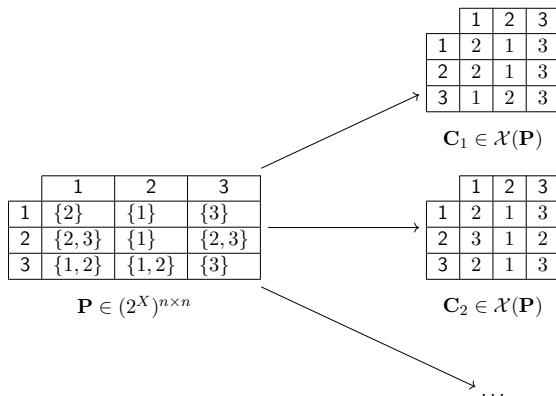 1 2 3
1 2 1 3
2 2 1 3
3 1 2 3
C₁ ∈ 𝒳(P)
1 2 3
1 {2} {1} {3}
2 {2, 3} {1} {2, 3}
3 {1, 2} {1, 2} {3}
P ∈ (2^X)^{n×n}
1 2 3
1 2 1 3
2 3 1 2
3 2 1 3
C₂ ∈ 𝒳(P)
...